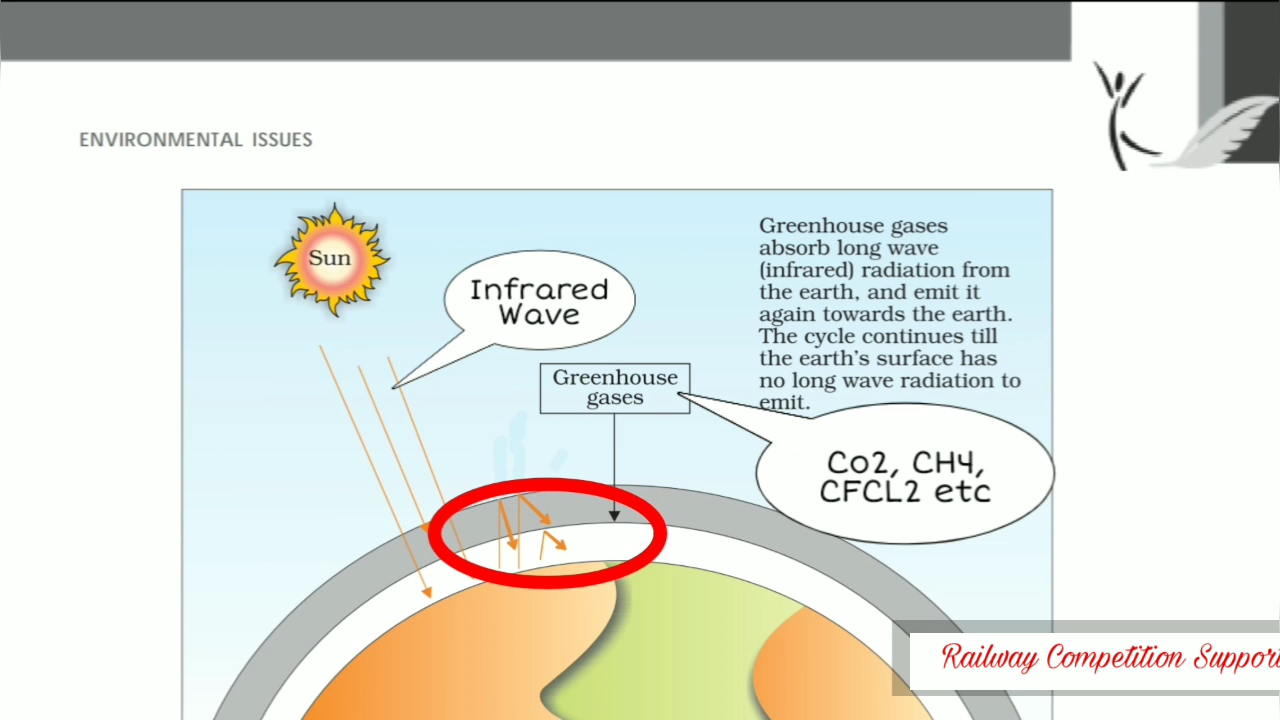 ENVIRONMENTAL ISSUES
Sun
Infrared
Wave
Greenhouse
gases
Greenhouse gases
absorb long wave
(infrared) radiation from
the earth, and emit it
again towards the earth.
The cycle continues till
the earth's surface has
no long wave radiation to
emit.
Co2, CH4,
CFCL2 etc
Railway Competition Support